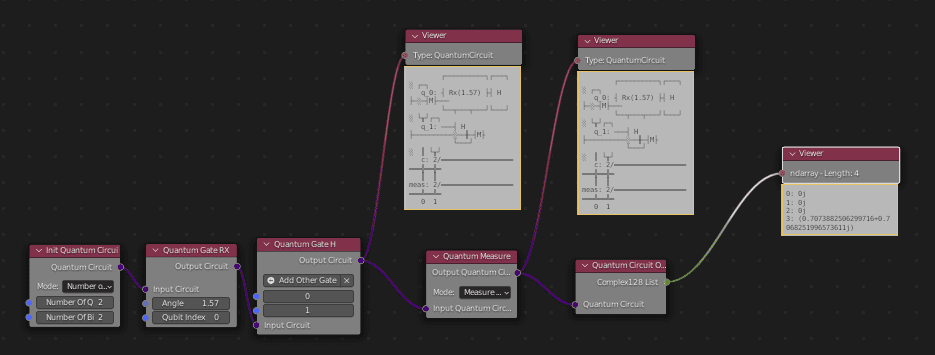 Viewer
Type: QuantumCircuit
q_0: Rx(1.57) H
M
q_1: H
M
c: 2/
meas: 2/
0 1
Viewer
Type: QuantumCircuit
q_0: Rx(1.57) H
M
q_1: H
M
c: 2/
meas: 2/
0 1
Viewer
ndarray-Length: 4
0: 0j
1: 0j
2: 0j
3: (0.7073882506299716+0.7
068251996573611j)
Init Quantum Circui
Quantum Circuit
Mode: Number o...
Number Of Q 2
Number Of Bi 2
Quantum Gate RX
Output Circuit
Input Circuit
Angle 1.57
Qubit Index 0
Quantum Gate H
Output Circuit
Add Other Gate
0
1
Input Circuit
Quantum Measure
Output Quantum Ci...
Mode: Measure ...
Input Quantum Circ...
Quantum Circuit O...
Complex128 List
Quantum Circuit